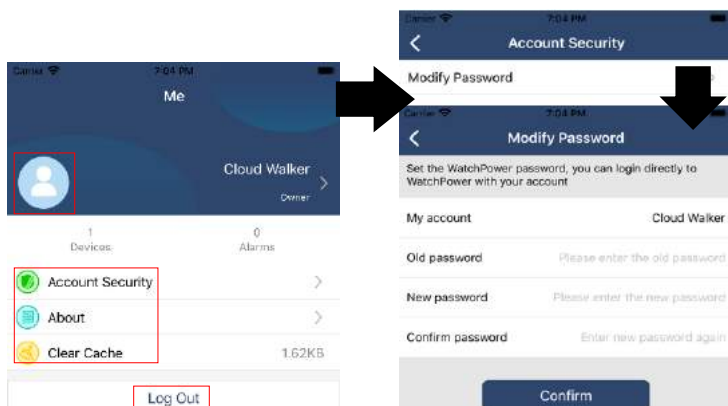 Carrier 7:04 PM
Me
Cloud Walker
Owner
1
Devices
0
Alarms
Account Security
About
Clear Cache 1.62KB
Log Out
Carrier 7:04 PM
Account Security
Modify Password
Carrier 7:04 PM
Modify Password
Set the WatchPower password, you can login directly to
WatchPower with your account
My account Cloud Walker
Old password Please enter the old password
New password Please enter the new password
Confirm password Enter new password again
Confirm